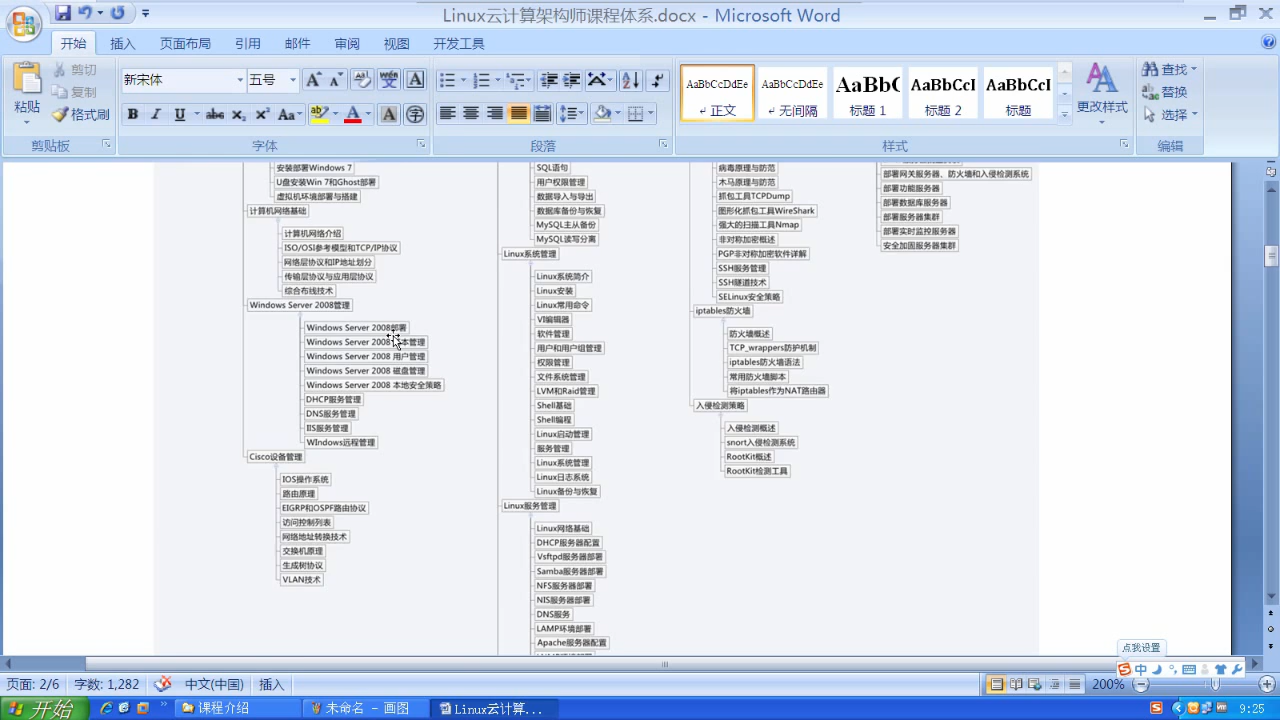 Linux云计算架构师课程体系.docx - Microsoft Word
开始 插入 页面布局 引用 邮件 审阅 视图 开发工具
粘贴
剪切
复制
格式刷
剪贴板
新宋体 五号
字体
段落
AaBbCcDdEe AaBbCcDdEe AaBbC AaBbCcI AaBbCcI
正文 无间隔 标题 1 标题 2 标题
更改样式
样式
查找
替换
选择
编辑
安装部署Windows 7
U盘安装Win 7和Ghost部署
虚拟机环境部署与搭建
计算机网络基础
计算机网络介绍
ISO/OSI参考模型和TCP/IP协议
网络层协议和IP地址划分
传输层协议与应用层协议
综合布线技术
Windows Server 2008管理
Windows Server 2008部署
Windows Server 2008 本管理
Windows Server 2008 用户管理
Windows Server 2008 磁盘管理
Windows Server 2008 本地安全策略
DHCP服务管理
DNS服务管理
IIS服务管理
WIndows远程管理
Cisco设备管理
IOS操作系统
路由原理
EIGRP和OSPF路由协议
访问控制列表
网络地址转换技术
交换机原理
生成树协议
VLAN技术
SQL语句
用户权限管理
数据导入与导出
数据库备份与恢复
MySQL主从备份
MySQL读写分离
Linux系统管理
Linux系统简介
Linux安装
Linux常用命令
VI编辑器
软件管理
用户和用户组管理
权限管理
文件系统管理
LVM和Raid管理
Shell基础
Shell编程
Linux启动管理
服务管理
Linux系统管理
Linux日志系统
Linux备份与恢复
Linux服务管理
Linux网络基础
DHCP服务器配置
Vsftpd服务器部署
Samba服务器部署
NFS服务器部署
NIS服务器部署
DNS服务
LAMP环境部署
Apache服务器配置
病毒原理与防范
木马原理与防范
抓包工具TCPDump
图形化抓包工具WireShark
强大的扫描工具Nmap
非对称加密概述
PGP非对称加密软件详解
SSH服务管理
SSH隧道技术
SELinux安全策略
iptables防火墙
防火墙概述
TCP_wrappers防护机制
iptables防火墙语法
常用防火墙脚本
将iptables作为NAT路由器
入侵检测策略
入侵检测概述
snort入侵检测系统
RootKit概述
RootKit检测工具
部署网关服务器、防火墙和入侵检测系统
部署功能服务器
部署数据库服务器
部署服务器集群
部署实时监控服务器
安全加固服务器集群
点我设置
中
页面: 2/6 字数: 1,282 中文(中国) 插入 200%
开始 课程介绍 未命名 - 画图 Linux云计算... 9:25